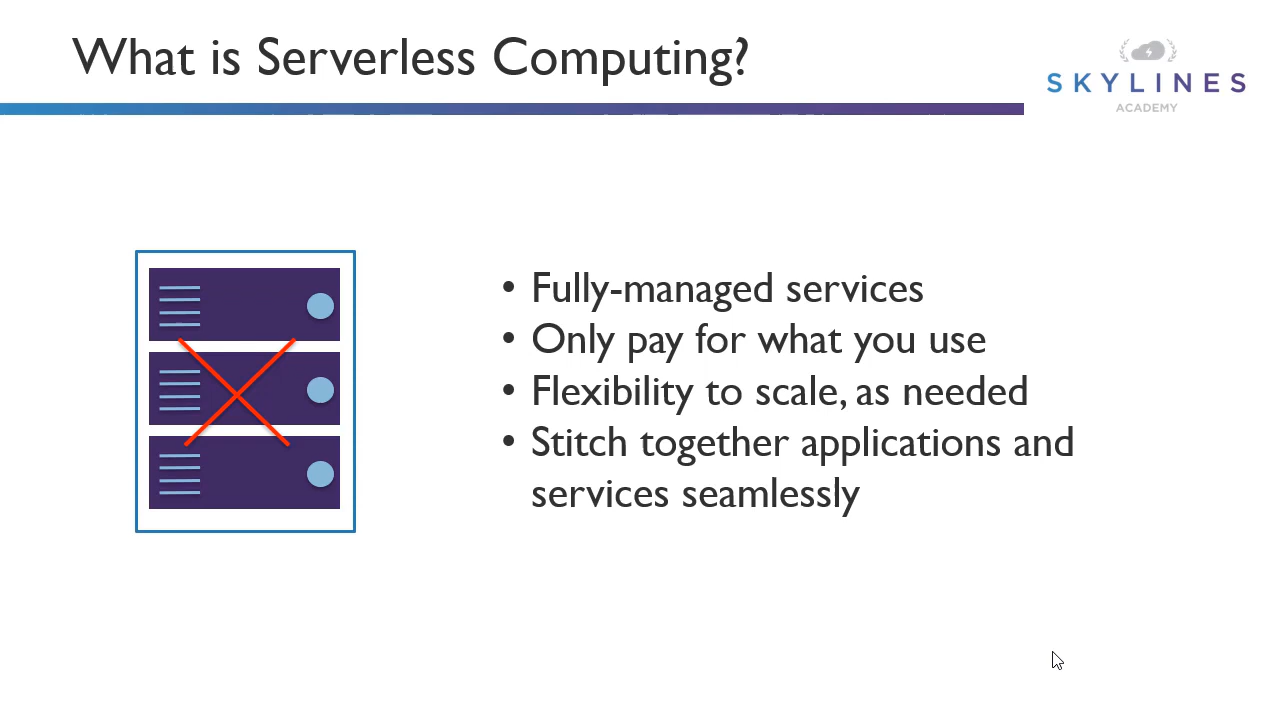 What is Serverless Computing?
SKYLINES
ACADEMY
• Fully-managed services
• Only pay for what you use
• Flexibility to scale, as needed
• Stitch together applications and
services seamlessly